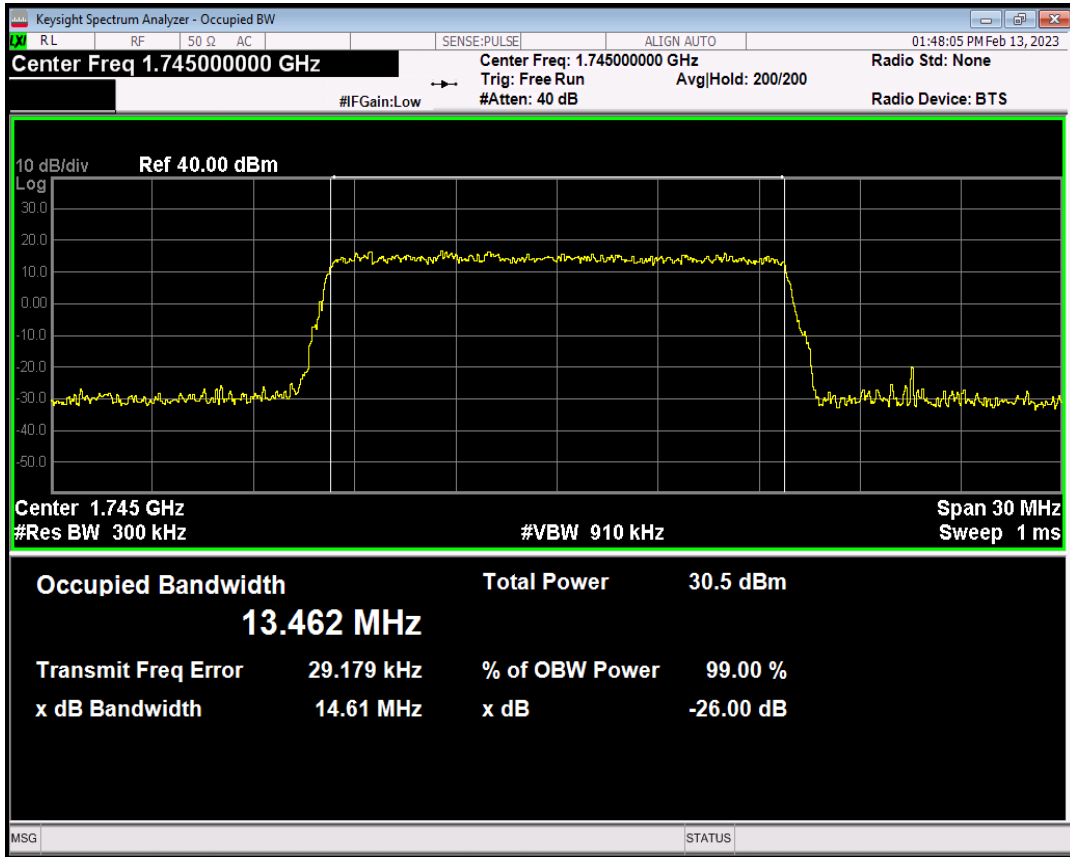 Keysight Spectrum Analyzer - Occupied BW
LXI RL RF 50 Ω AC SENSE:PULSE ALIGN AUTO 01:48:05 PM Feb 13, 2023
Center Freq 1.745000000 GHz Center Freq: 1.745000000 GHz Radio Std: None
Trig: Free Run Avg|Hold: 200/200
#IFGain:Low #Atten: 40 dB Radio Device: BTS
10 dB/div Ref 40.00 dBm
Log
30.0
20.0
10.0
0.00
-10.0
-20.0
-30.0
-40.0
-50.0
Center 1.745 GHz Span 30 MHz
#Res BW 300 kHz #VBW 910 kHz Sweep 1 ms
Occupied Bandwidth Total Power 30.5 dBm
13.462 MHz
Transmit Freq Error 29.179 kHz % of OBW Power 99.00 %
x dB Bandwidth 14.61 MHz x dB -26.00 dB
MSG STATUS